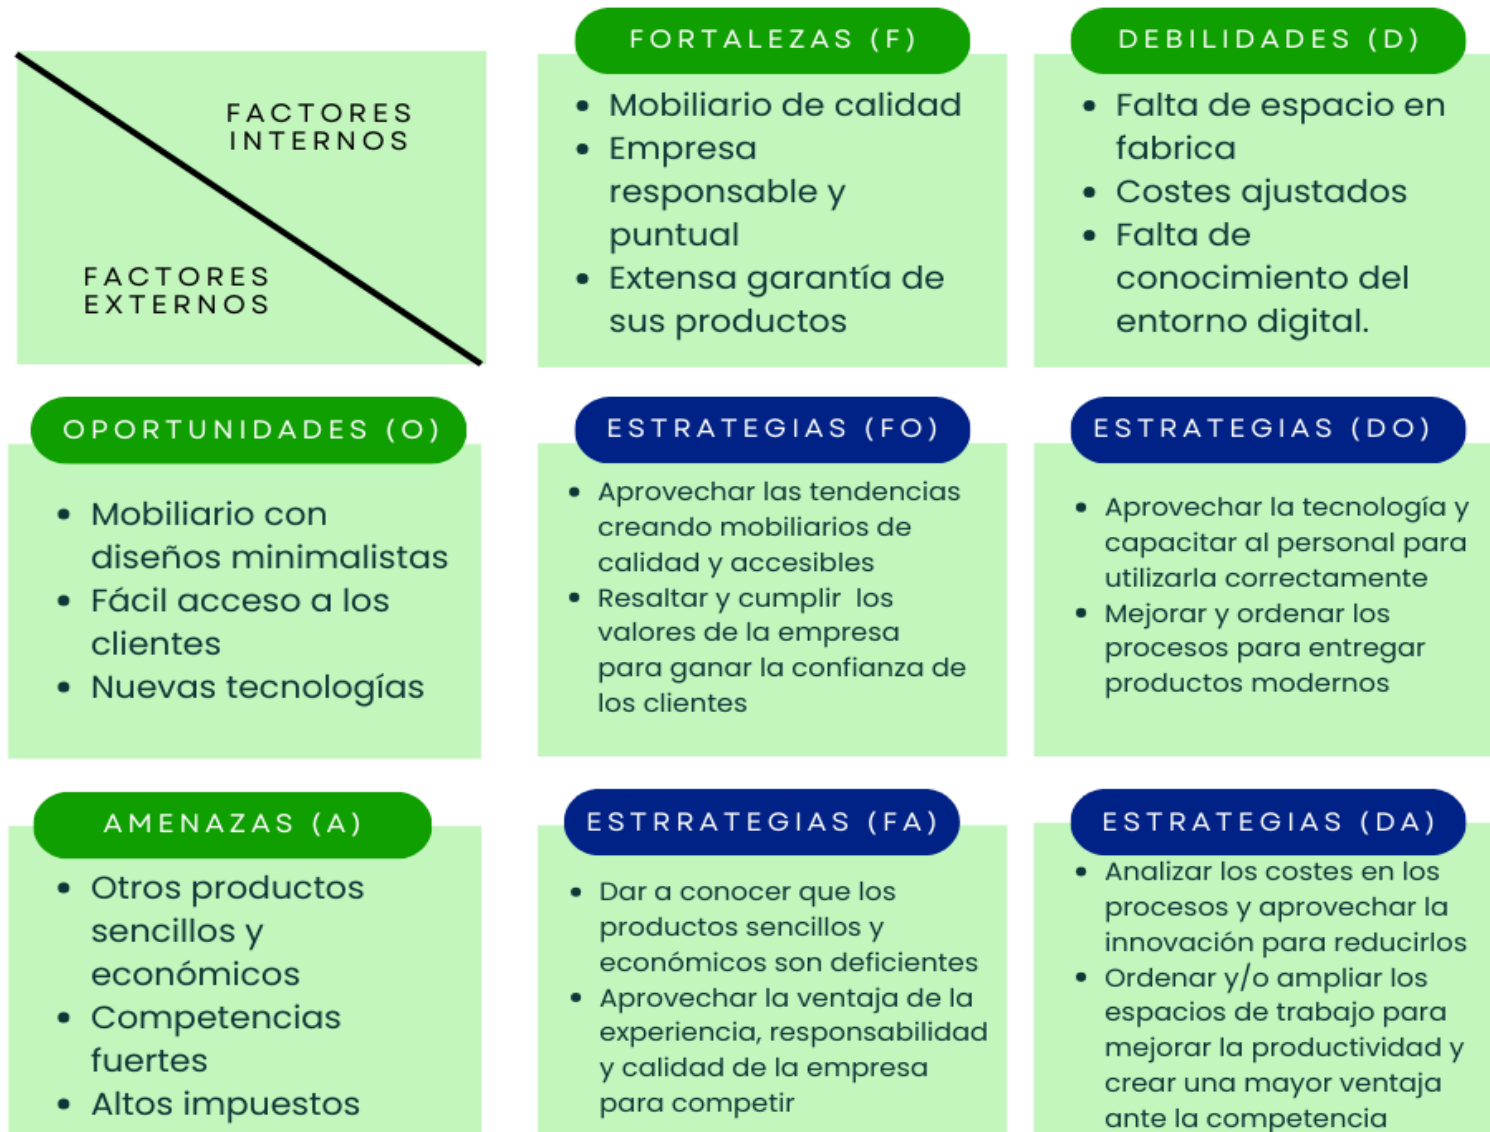 FACTORES
INTERNOS
FACTORES
EXTERNOS
FORTALEZAS (F)
• Mobiliario de calidad
• Empresa
responsable y
puntual
• Extensa garantía de
sus productos
DEBILIDADES (D)
• Falta de espacio en
fabrica
• Costes ajustados
• Falta de
conocimiento del
entorno digital.
OPORTUNIDADES (O)
• Mobiliario con
diseños minimalistas
• Fácil acceso a los
clientes
• Nuevas tecnologías
ESTRATEGIAS (FO)
• Aprovechar las tendencias
creando mobiliarios de
calidad y accesibles
• Resaltar y cumplir los
valores de la empresa
para ganar la confianza de
los clientes
ESTRATEGIAS (DO)
• Aprovechar la tecnología y
capacitar al personal para
utilizarla correctamente
• Mejorar y ordenar los
procesos para entregar
productos modernos
AMENAZAS (A)
• Otros productos
sencillos y
económicos
• Competencias
fuertes
• Altos impuestos
ESTRRATEGIAS (FA)
• Dar a conocer que los
productos sencillos y
económicos son deficientes
• Aprovechar la ventaja de la
experiencia, responsabilidad
y calidad de la empresa
para competir
ESTRATEGIAS (DA)
• Analizar los costes en los
procesos y aprovechar la
innovación para reducirlos
• Ordenar y/o ampliar los
espacios de trabajo para
mejorar la productividad y
crear una mayor ventaja
ante la competencia